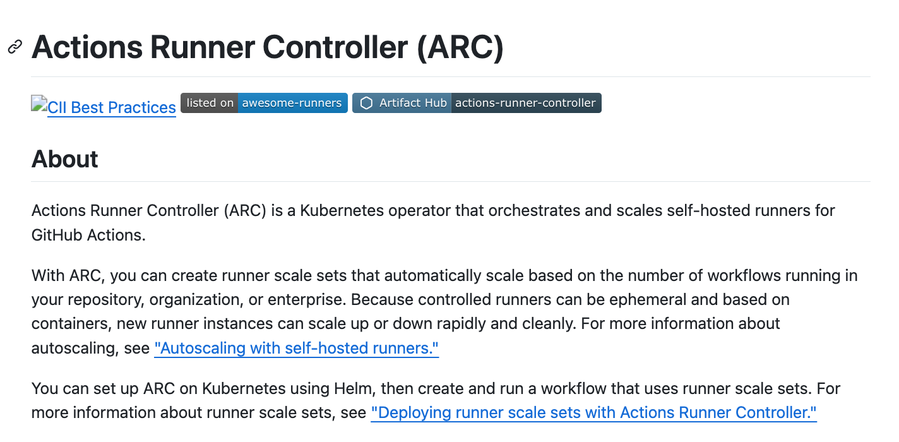 Actions Runner Controller (ARC)
CII Best Practices listed on awesome-runners Artifact Hub actions-runner-controller
About
Actions Runner Controller (ARC) is a Kubernetes operator that orchestrates and scales self-hosted runners for
GitHub Actions.
With ARC, you can create runner scale sets that automatically scale based on the number of workflows running in
your repository, organization, or enterprise. Because controlled runners can be ephemeral and based on
containers, new runner instances can scale up or down rapidly and cleanly. For more information about
autoscaling, see "Autoscaling with self-hosted runners."
You can set up ARC on Kubernetes using Helm, then create and run a workflow that uses runner scale sets. For
more information about runner scale sets, see "Deploying runner scale sets with Actions Runner Controller."